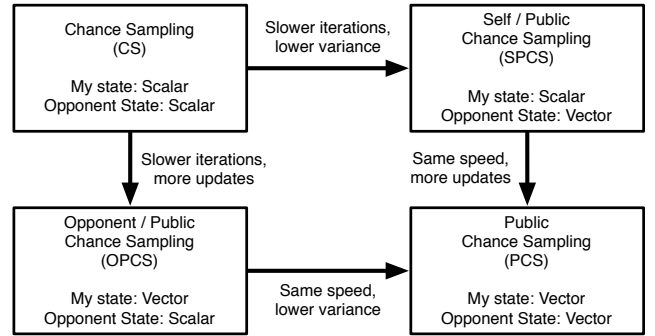 Chance Sampling
(CS)
My state: Scalar
Opponent State: Scalar
Slower iterations,
lower variance
Self / Public
Chance Sampling
(SPCS)
My state: Scalar
Opponent State: Vector
Slower iterations,
more updates
Same speed,
more updates
Opponent / Public
Chance Sampling
(OPCS)
My state: Vector
Opponent State: Scalar
Same speed,
lower variance
Public
Chance Sampling
(PCS)
My state: Vector
Opponent State: Vector